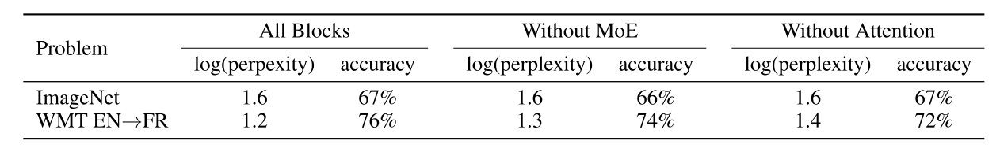 Problem All Blocks Without MoE Without Attention
log(perpexity) accuracy log(perplexity) accuracy log(perplexity) accuracy
ImageNet 1.6 67% 1.6 66% 1.6 67%
WMT EN→FR 1.2 76% 1.3 74% 1.4 72%